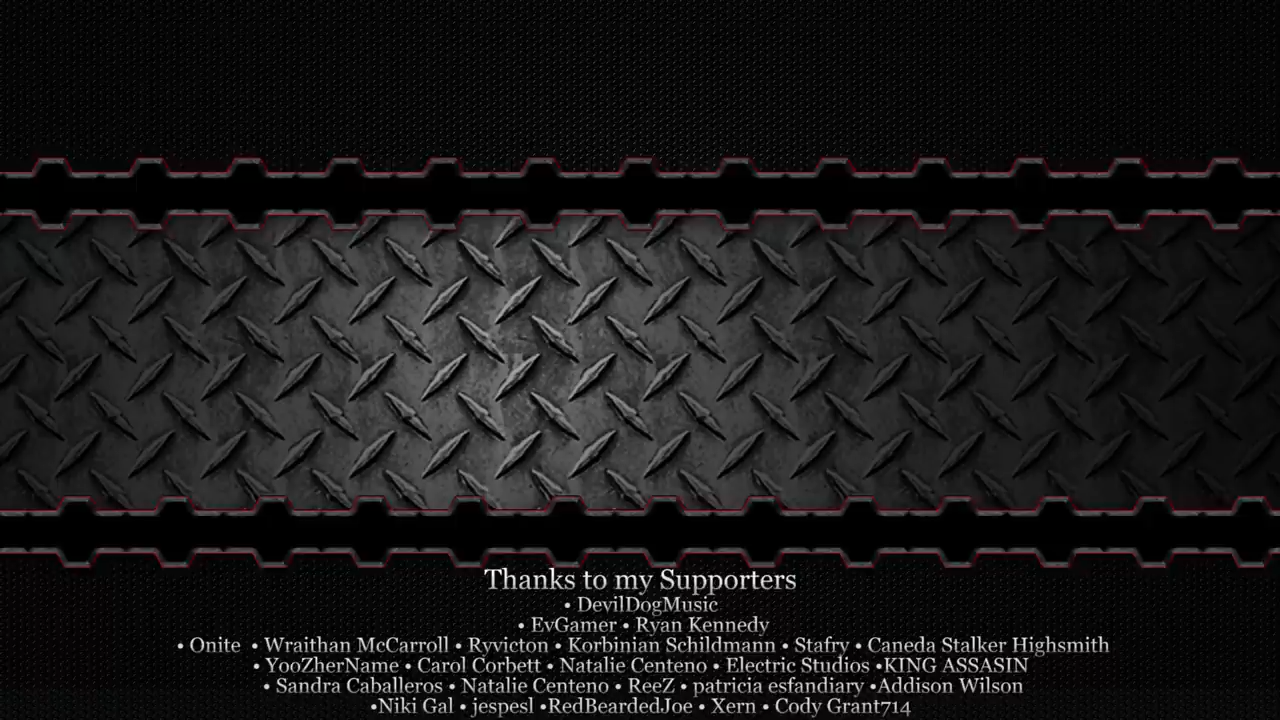 Thanks to my Supporters
• DevilDogMusic
• EvGamer • Ryan Kennedy
• Onite • Wraithan McCarroll • Ryvicton • Korbinian Schildmann • Stafry • Caneda Stalker Highsmith
• YooZherName • Carol Corbett • Natalie Centeno • Electric Studios •KING ASSASIN
• Sandra Caballeros • Natalie Centeno • ReeZ • patricia esfandiary •Addison Wilson
•Niki Gal • jespesl •RedBeardedJoe • Xern • Cody Grant714